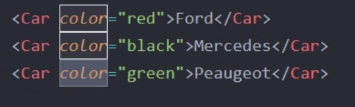 <Car color="red">Ford</Car>
<Car color="black">Mercedes</Car>
<Car color="green">Peaugeot</Car>